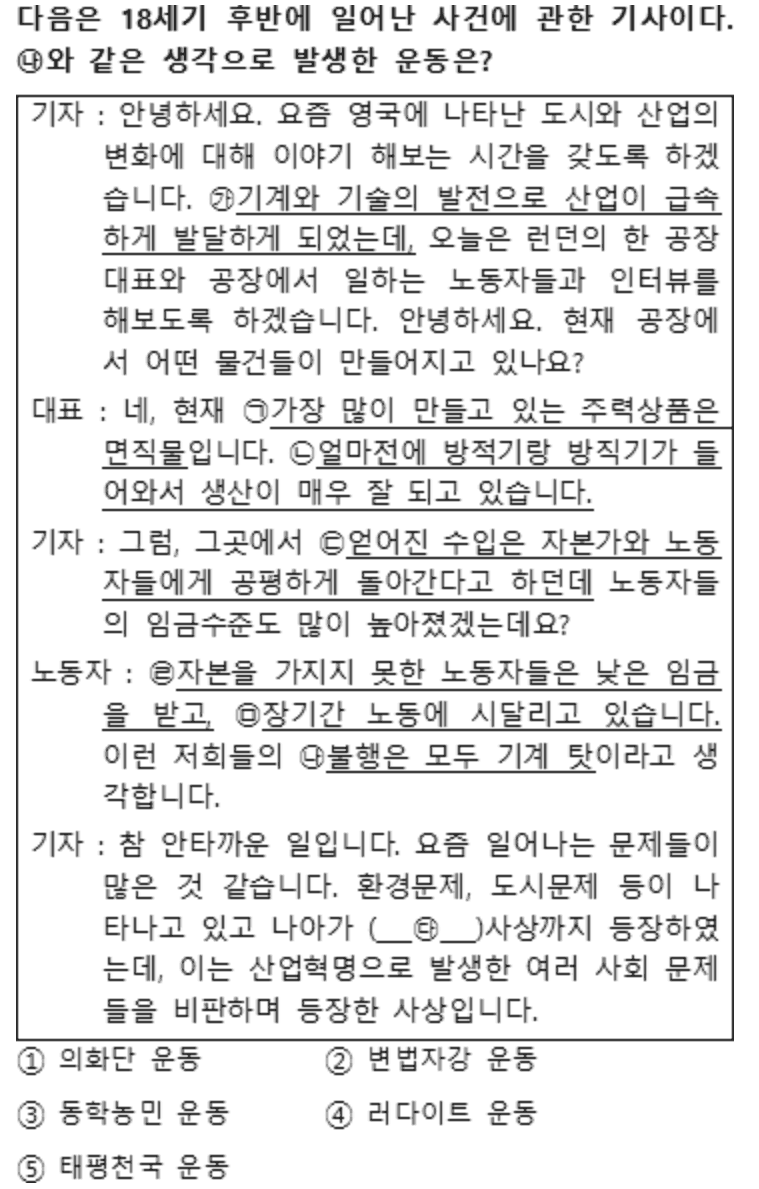 다음은 18세기 후반에 일어난 사건에 관한 기사이다.
㉯와 같은 생각으로 발생한 운동은?
기자 : 안녕하세요. 요즘 영국에 나타난 도시와 산업의
변화에 대해 이야기 해보는 시간을 갖도록 하겠
습니다. ㉮기계와 기술의 발전으로 산업이 급속
하게 발달하게 되었는데, 오늘은 런던의 한 공장
대표와 공장에서 일하는 노동자들과 인터뷰를
해보도록 하겠습니다. 안녕하세요. 현재 공장에
서 어떤 물건들이 만들어지고 있나요?
대표 : 네, 현재 ㉠가장 많이 만들고 있는 주력상품은
면직물입니다. ㉡얼마전에 방적기랑 방직기가 들
어와서 생산이 매우 잘 되고 있습니다.
기자 : 그럼, 그곳에서 ㉢얻어진 수입은 자본가와 노동
자들에게 공평하게 돌아간다고 하던데 노동자들
의 임금수준도 많이 높아졌겠는데요?
노동자 : ㉣자본을 가지지 못한 노동자들은 낮은 임금
을 받고, ㉤장기간 노동에 시달리고 있습니다.
이런 저희들의 ㉯불행은 모두 기계 탓이라고 생
각합니다.
기자 : 참 안타까운 일입니다. 요즘 일어나는 문제들이
많은 것 같습니다. 환경문제, 도시문제 등이 나
타나고 있고 나아가 (__㉰__)사상까지 등장하였
는데, 이는 산업혁명으로 발생한 여러 사회 문제
들을 비판하며 등장한 사상입니다.
① 의화단 운동 ② 변법자강 운동
③ 동학농민 운동 ④ 러다이트 운동
⑤ 태평천국 운동